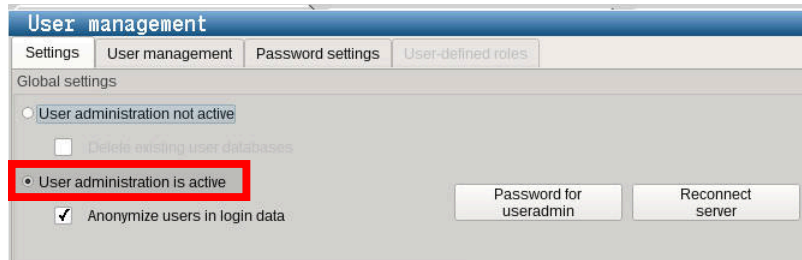 User management
Settings User management Password settings User-defined roles
Global settings
User administration not active
Delete existing user databases
User administration is active
Password for useradmin
Reconnect server
Anonymize users in login data